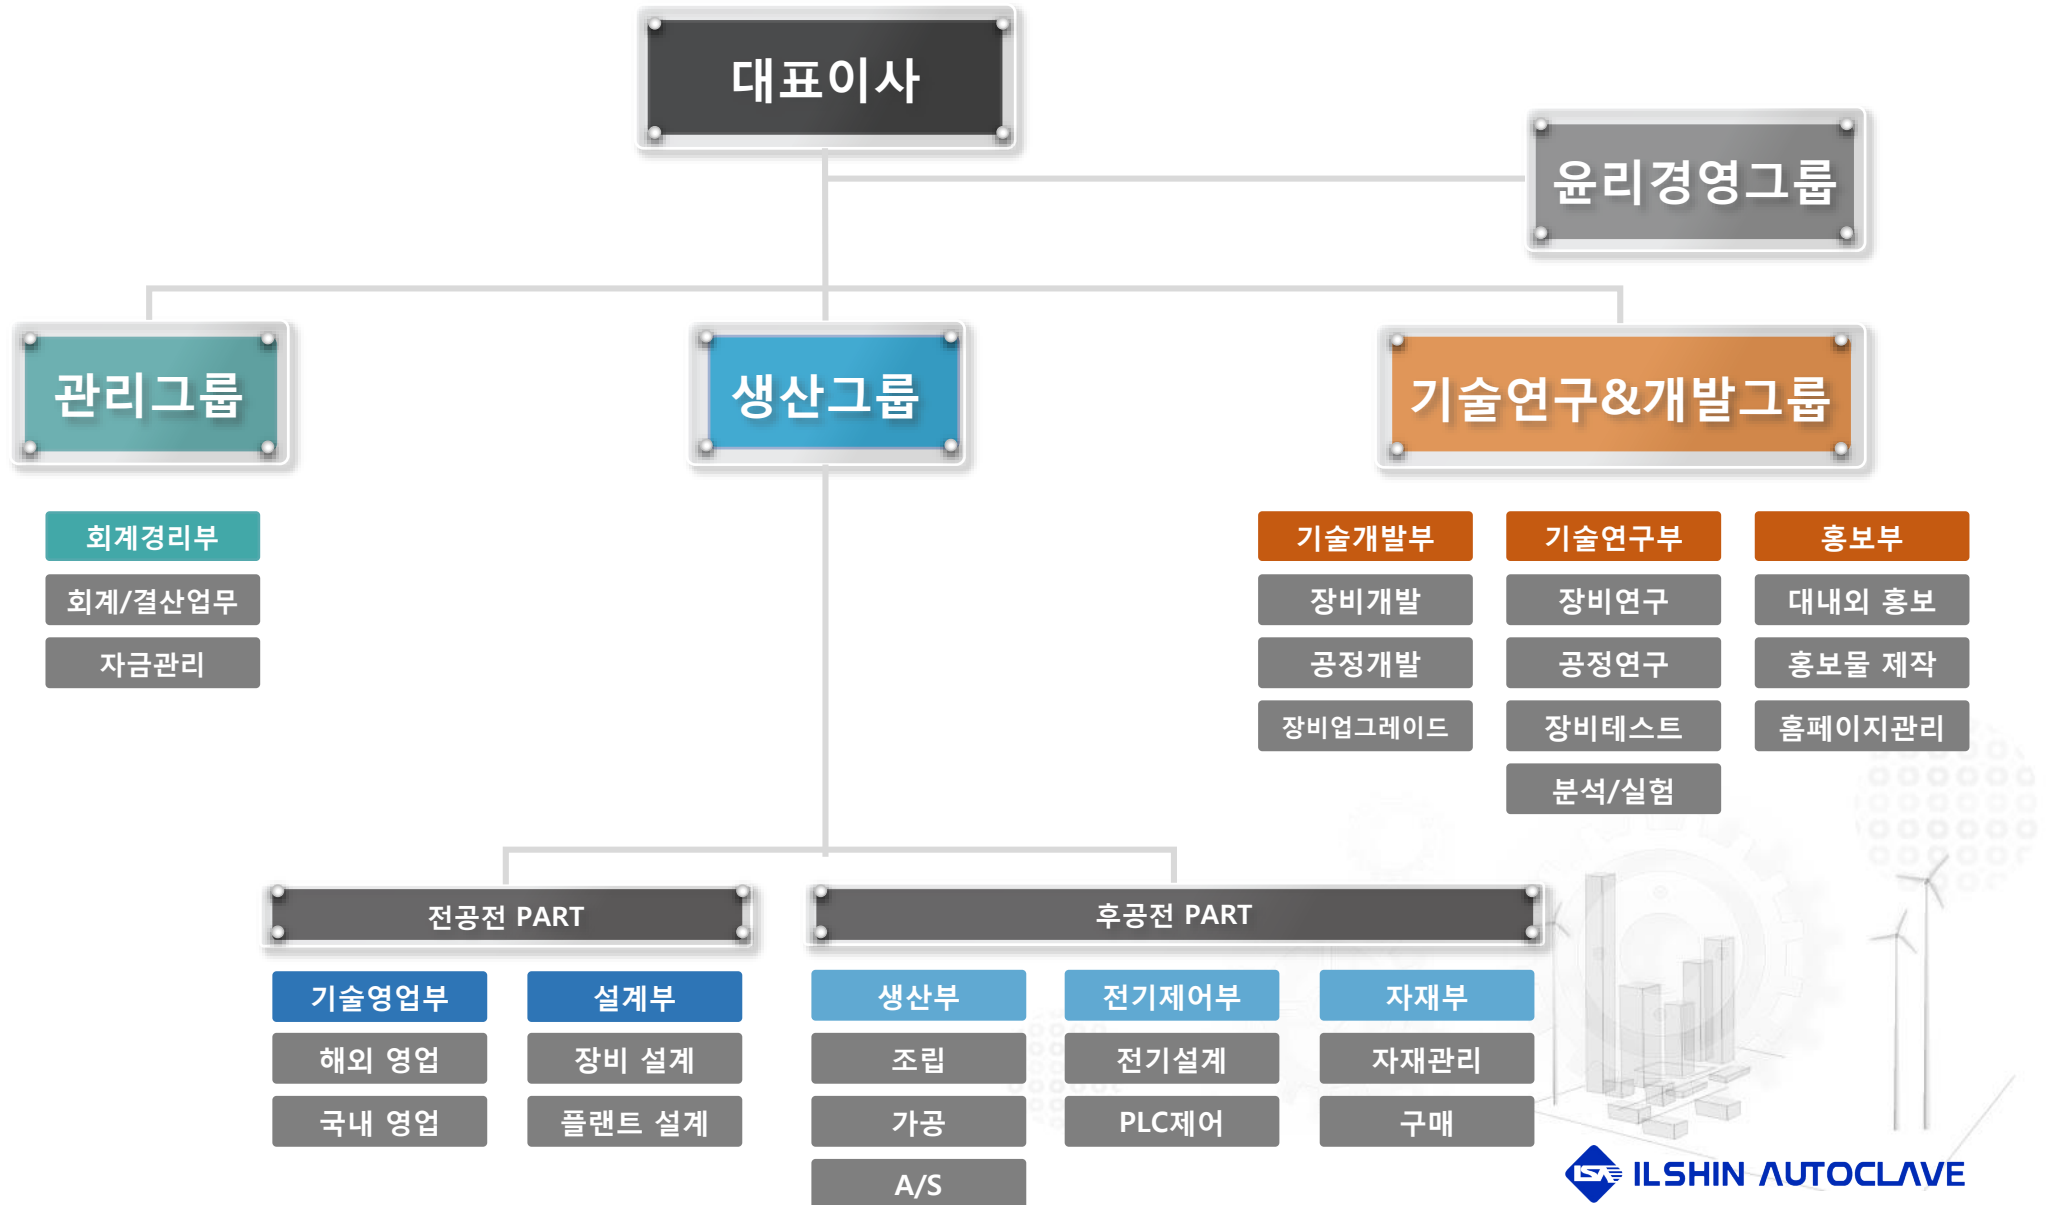 대표이사
윤리경영그룹
관리그룹
생산그룹
기술연구&개발그룹
회계경리부
회계/결산업무
자금관리
기술개발부
장비개발
공정개발
장비업그레이드
기술연구부
장비연구
공정연구
장비테스트
분석/실험
홍보부
대내외 홍보
홍보물 제작
홈페이지관리
전공전 PART
기술영업부
해외 영업
국내 영업
설계부
장비 설계
플랜트 설계
후공전 PART
생산부
조립
가공
A/S
전기제어부
전기설계
PLC제어
자재부
자재관리
구매
ISA ILSHIN AUTOCLAVE